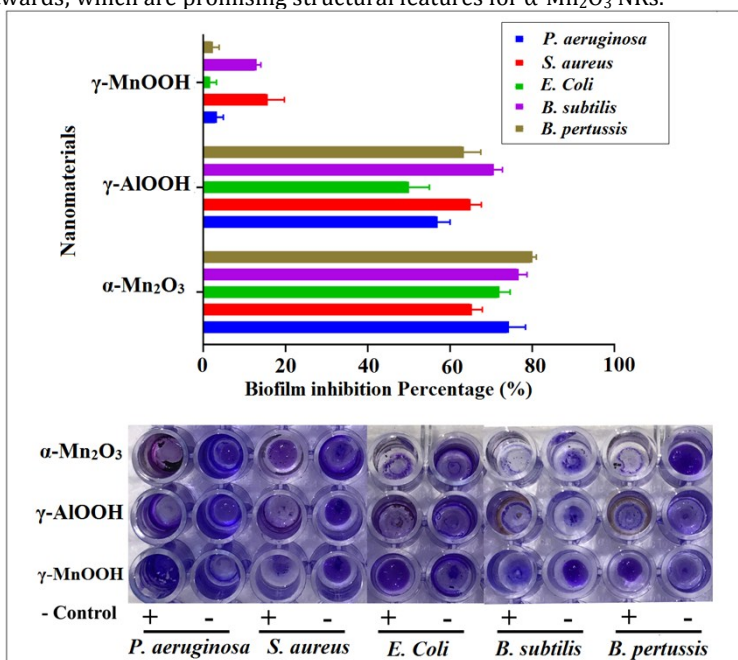 wards, which are promising structural features for α-Mn₂O₃ NRs.
P. aeruginosa
S. aureus
E. Coli
B. subtilis
B. pertussis
Nanomaterials
γ-MnOOH
γ-AlOOH
α-Mn₂O₃
0 20 40 60 80 100
Biofilm inhibition Percentage (%)
α-Mn₂O₃
γ-AlOOH
γ-MnOOH
- Control + - + - + - + - + -
P. aeruginosa S. aureus E. Coli B. subtilis B. pertussis